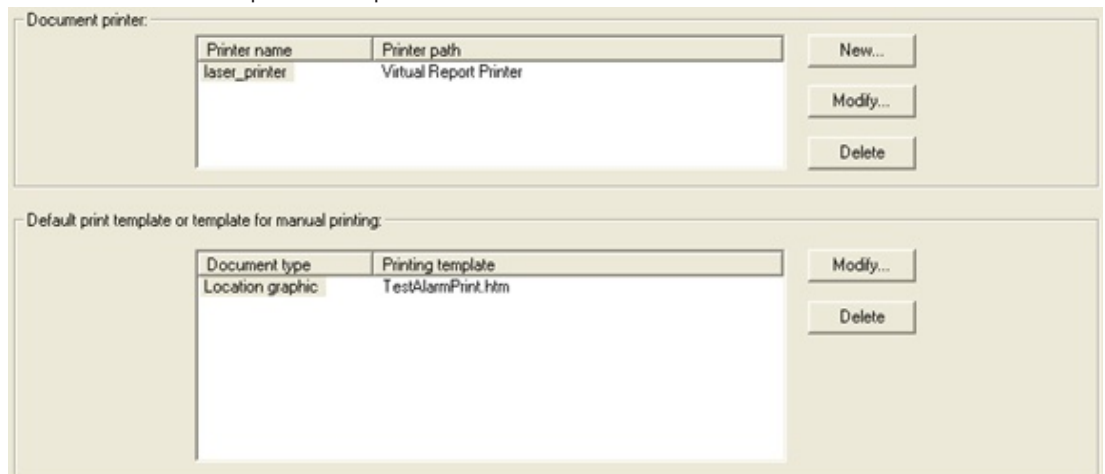 Document printer:
Printer name Printer path New...
laser_printer Virtual Report Printer
Modify...
Delete
Default print template or template for manual printing:
Document type Printing template Modify...
Location graphic TestAlarmPrint.htm
Delete